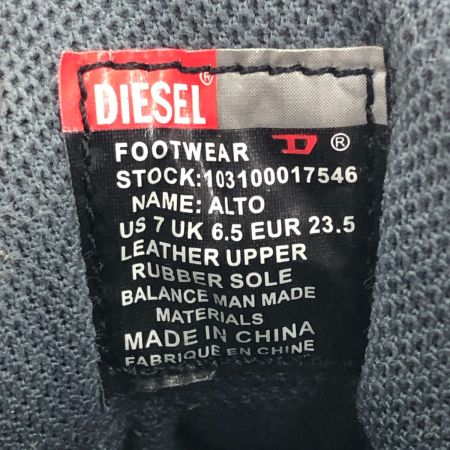 DIESEL®
FOOTWEAR D®
STOCK:103100017546
NAME: ALTO
US 7 UK 6.5 EUR 23.5
LEATHER UPPER
RUBBER SOLE
BALANCE MAN MADE
MATERIALS
MADE IN CHINA
FABRIQUE EN CHINE